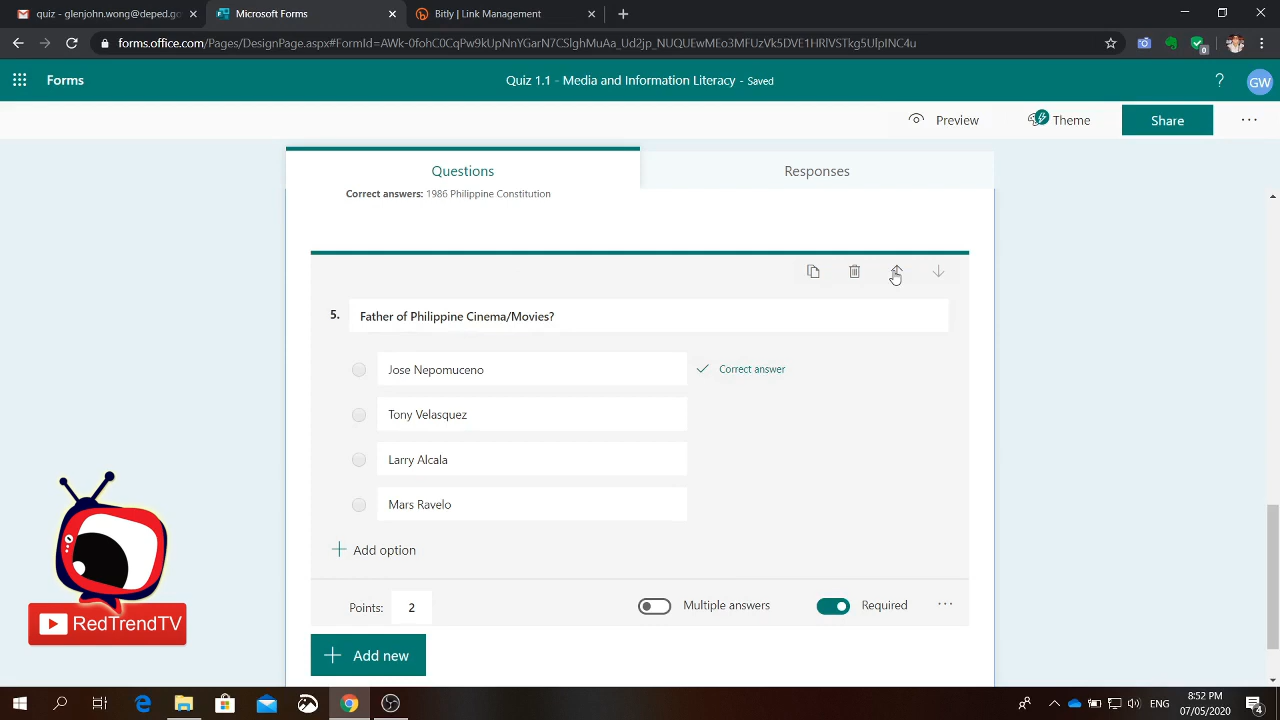 quiz - glenjohn.wong@deped.go
Microsoft Forms
Bitly | Link Management
forms.office.com/Pages/DesignPage.aspx#FormId=AWk-0fohC0CqPw9kUpNnYGarN7CSlghMuAa_Ud2jp_NUQUEwMEo3MFUzVk5DVE1HRlVSTkg5UlpINC4u
0
Forms
Quiz 1.1 - Media and Information Literacy - Saved
?
GW
Preview
Theme
Share
Questions
Responses
Correct answers: 1986 Philippine Constitution
5.
Father of Philippine Cinema/Movies?
Jose Nepomuceno
Correct answer
Tony Velasquez
Larry Alcala
Mars Ravelo
Add option
Points: 2
Multiple answers
Required
Add new
RedTrendTV
8:52 PM
07/05/2020
4